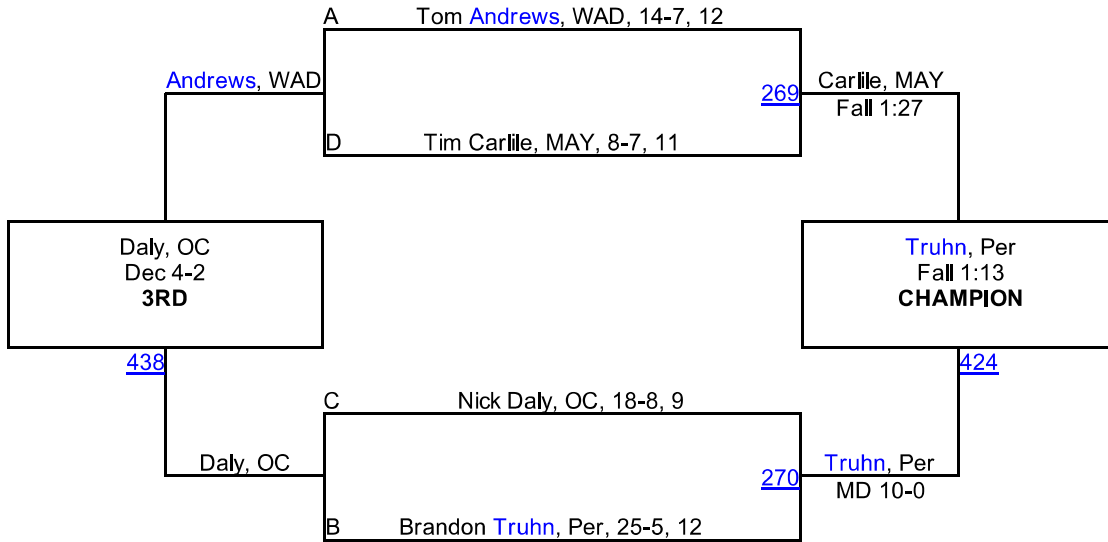 A Tom Andrews, WAD, 14-7, 12
Andrews, WAD
269
Carlile, MAY
Fall 1:27
D Tim Carlile, MAY, 8-7, 11
Daly, OC
Dec 4-2
3RD
438
Truhn, Per
Fall 1:13
CHAMPION
424
C Nick Daly, OC, 18-8, 9
Daly, OC
270
Truhn, Per
MD 10-0
B Brandon Truhn, Per, 25-5, 12